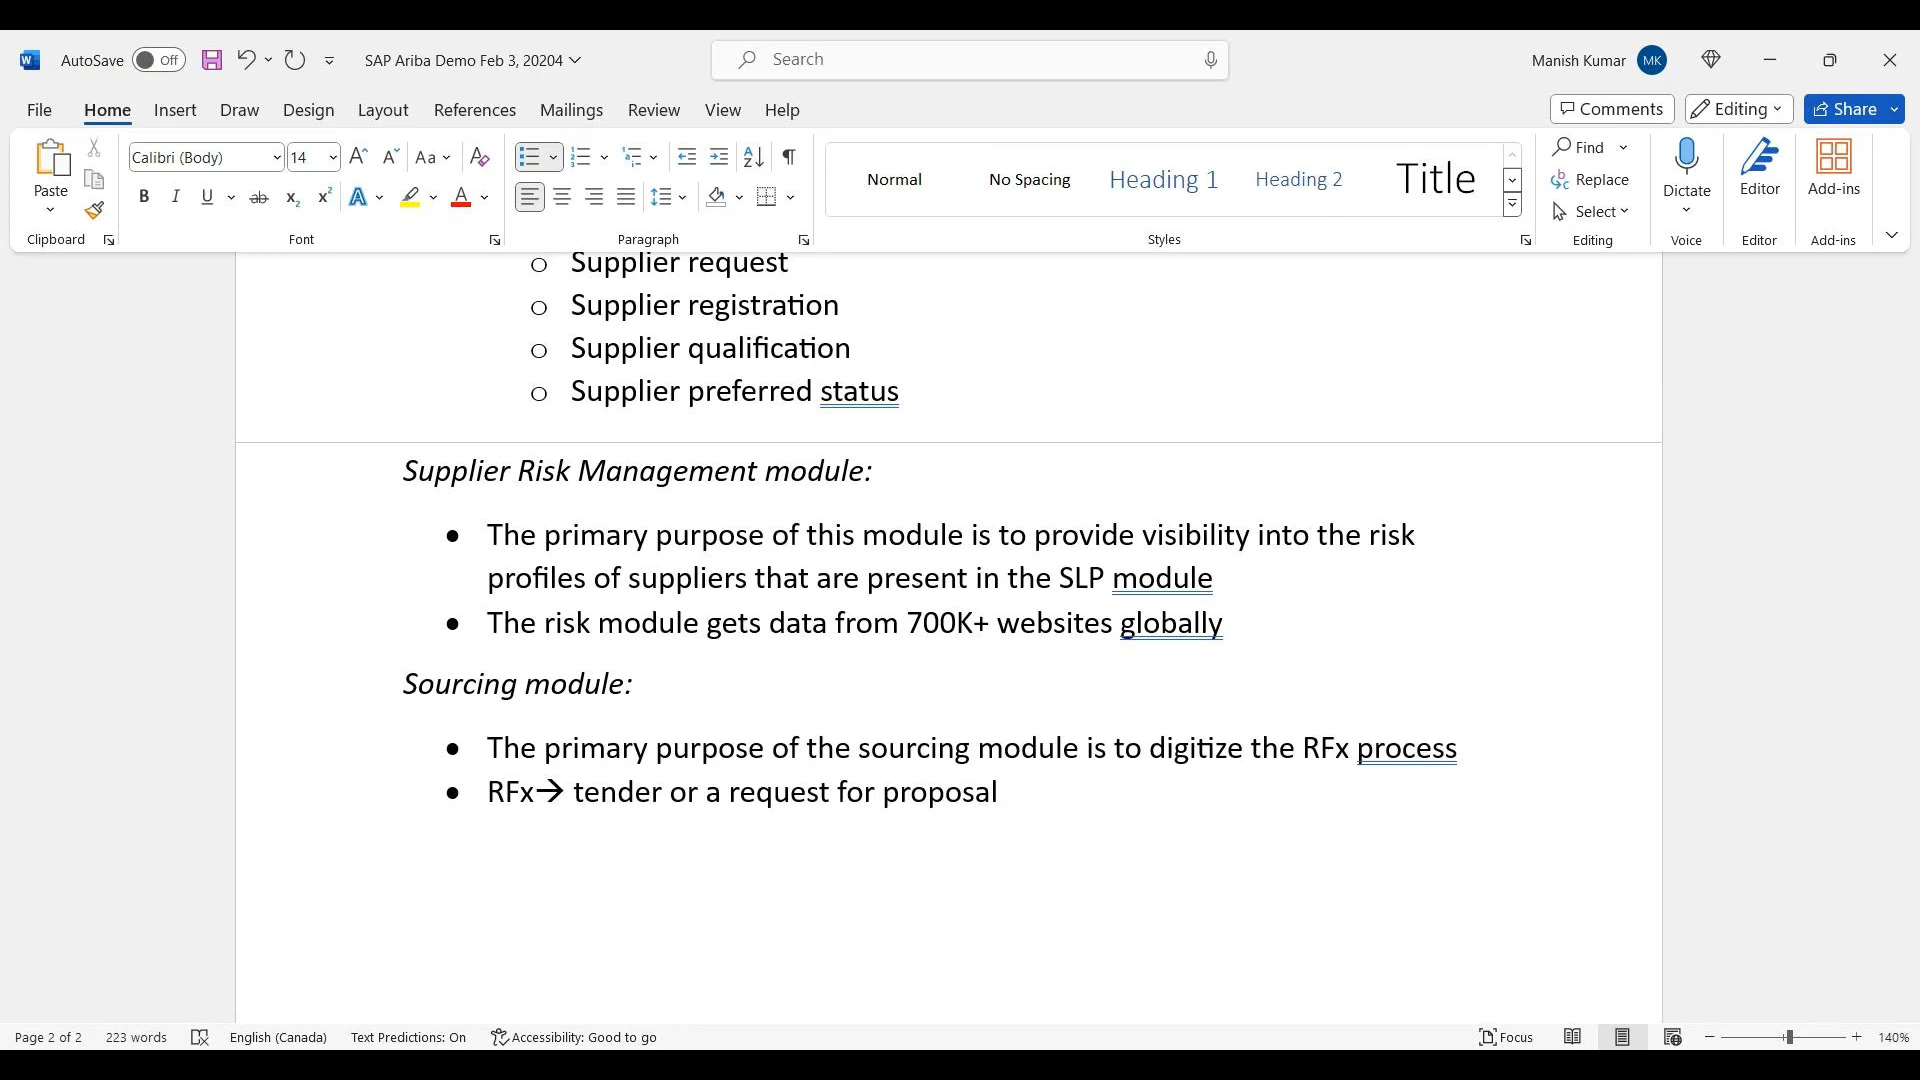 AutoSave Off SAP Ariba Demo Feb 3, 20204 Search Manish Kumar MK
File Home Insert Draw Design Layout References Mailings Review View Help Comments Editing Share
Paste Calibri (Body) 14 Normal No Spacing Heading 1 Heading 2 Title Find Replace Select Dictate Editor Add-ins
Clipboard Font Paragraph Styles Editing Voice Editor Add-ins
o Supplier request
o Supplier registration
o Supplier qualification
o Supplier preferred status
Supplier Risk Management module:
• The primary purpose of this module is to provide visibility into the risk
profiles of suppliers that are present in the SLP module
• The risk module gets data from 700K+ websites globally
Sourcing module:
• The primary purpose of the sourcing module is to digitize the RFx process
• RFx→ tender or a request for proposal
Page 2 of 2 223 words English (Canada) Text Predictions: On Accessibility: Good to go Focus 140%